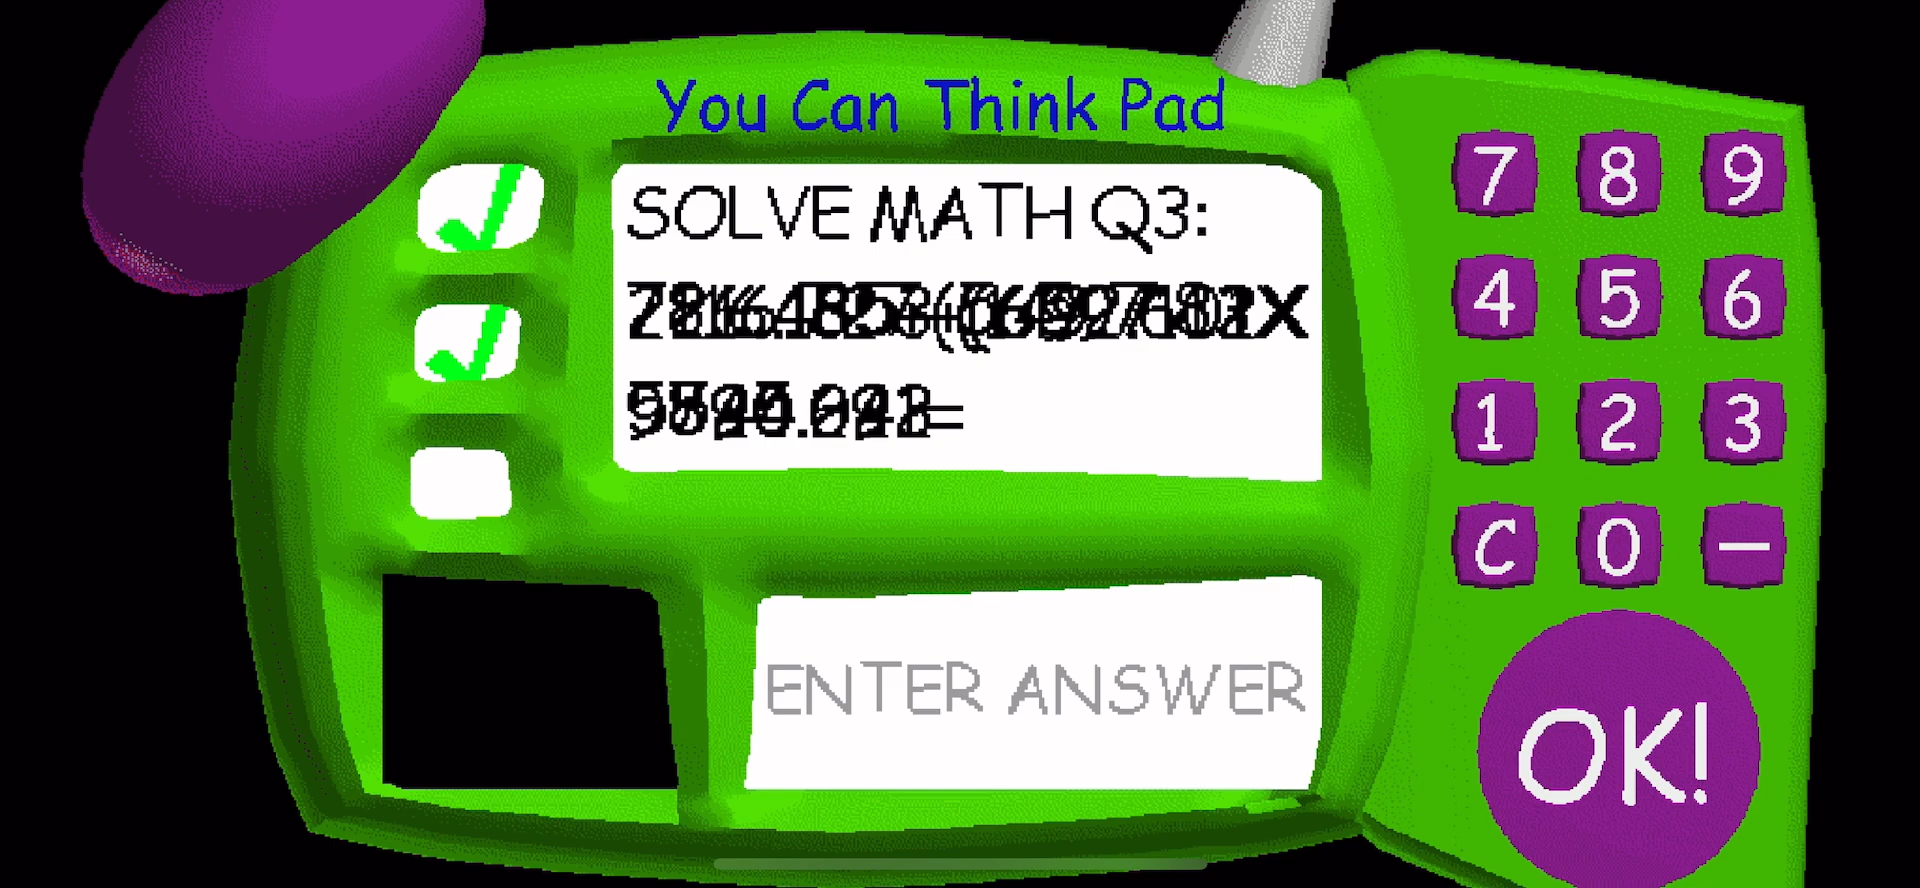 You Can Think Pad
SOLVE MATH Q3:
ENTER ANSWER
7 8 9
4 5 6
1 2 3
C 0 −
OK!